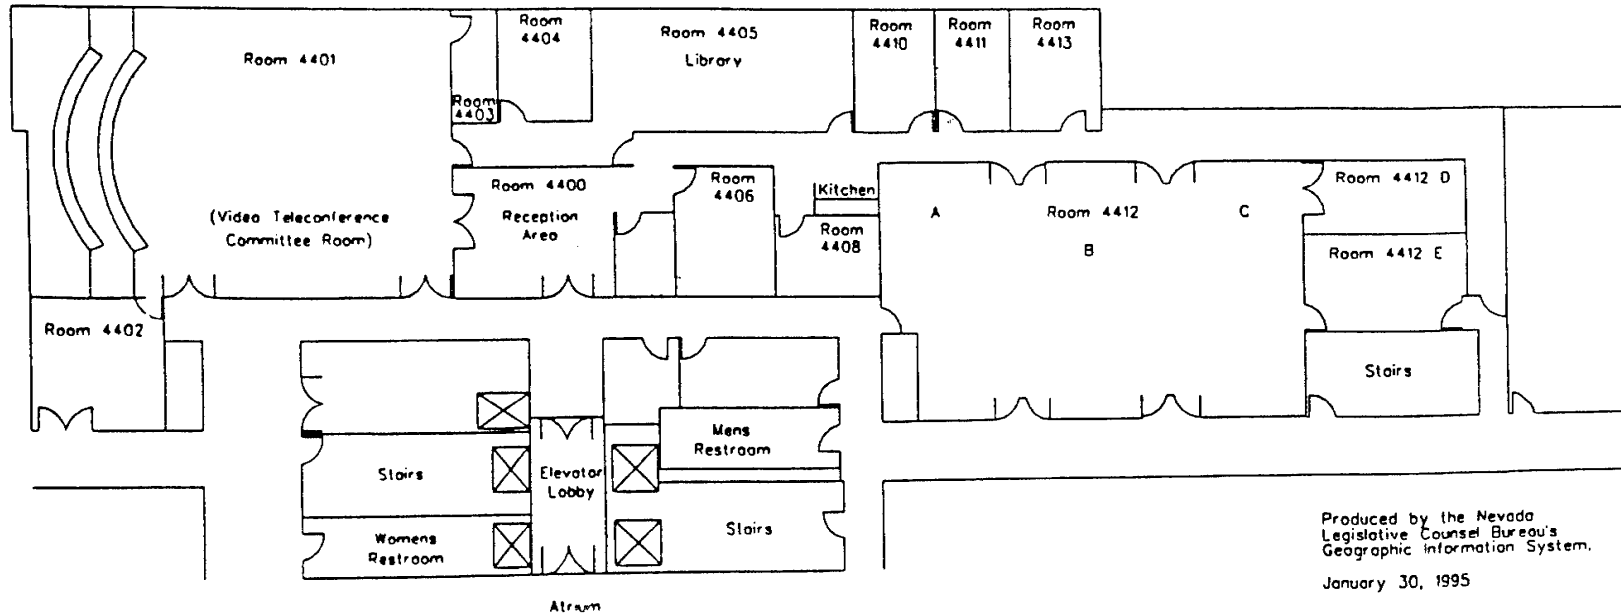 Room 4401
(Video Teleconference
Committee Room)
Room
4403
Room
4404
Room 4405
Library
Room
4410
Room
4411
Room
4413
Room 4400
Reception
Area
Room
4406
Kitchen
Room
4408
A
Room 4412
B
C
Room 4412 D
Room 4412 E
Room 4402
Stairs
Mens
Restroom
Stairs
Elevator
Lobby
Womens
Restroom
Stairs
Atrium
Produced by the Nevada
Legislative Counsel Bureau's
Geographic Information System.
January 30, 1995